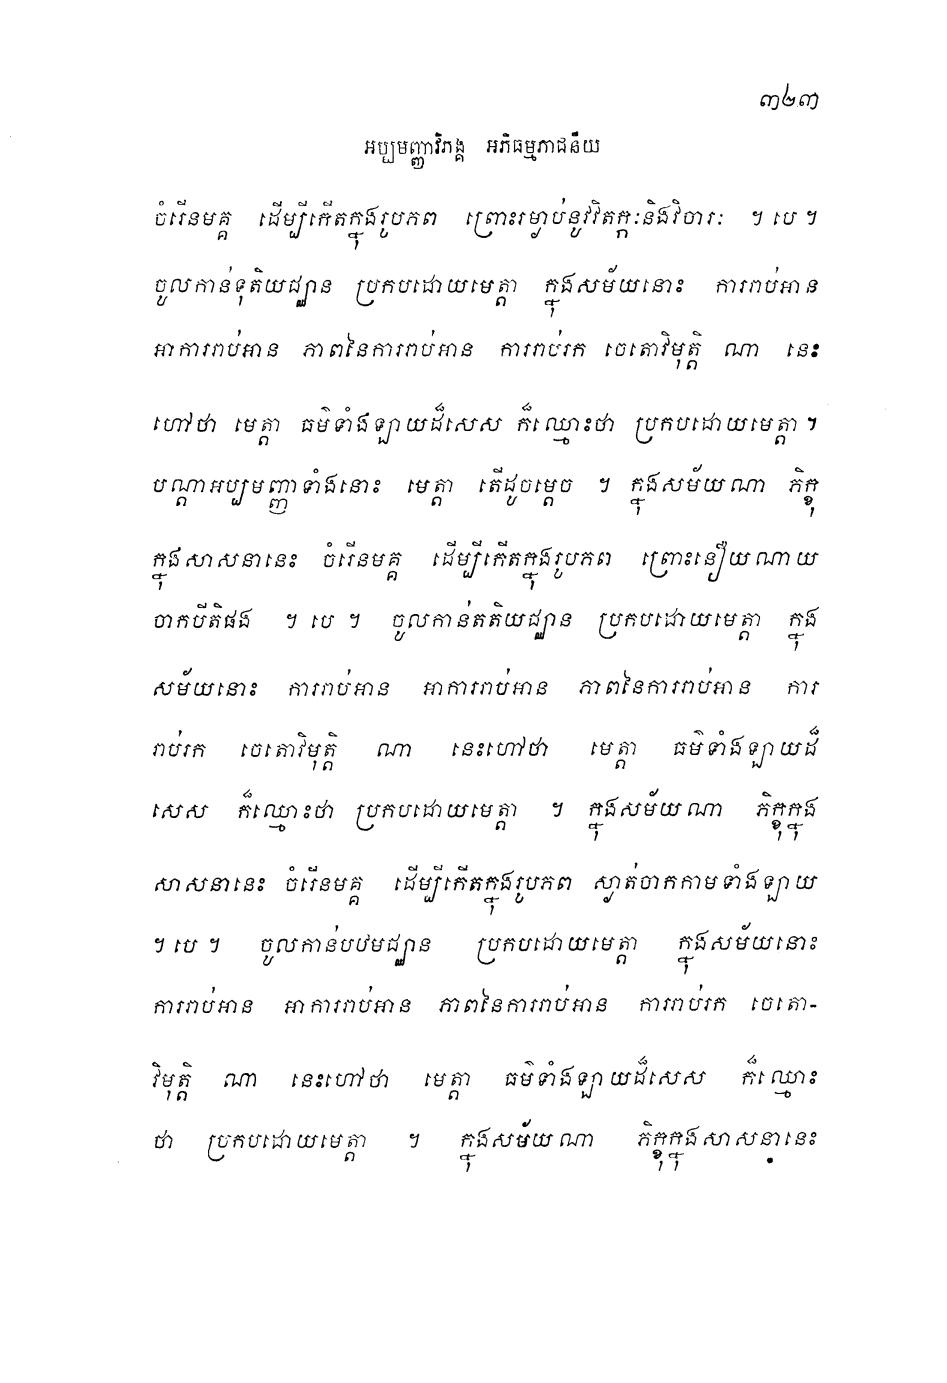 ៣២៣
អប្បមញ្ញាវិភង្គ អភិធម្មភាជនីយ
ចំរើនមគ្គ ដើម្បីកើតក្នុងរូបភព ព្រោះរម្ងាប់នូវវិតក្កៈនិងវិចារៈ ។ បេ ។
ចូលកាន់ទុតិយជ្ឈាន ប្រកបដោយមេត្តា ក្នុងសម័យនោះ ការរាប់អាន
អាការរាប់អាន ភាពនៃការរាប់អាន ការរាប់រក ចេតោវិមុត្តិ ណា នេះ
ហៅថា មេត្តា ធម៌ទាំងឡាយដ៏សេស ក៏ឈ្មោះថា ប្រកបដោយមេត្តា ។
បណ្តាអប្បមញ្ញាទាំងនោះ មេត្តា តើដូចម្តេច ។ ក្នុងសម័យណា ភិក្ខុ
ក្នុងសាសនានេះ ចំរើនមគ្គ ដើម្បីកើតក្នុងរូបភព ព្រោះនឿយណាយ
ចាកបីតិផង ។ បេ ។ ចូលកាន់តតិយជ្ឈាន ប្រកបដោយមេត្តា ក្នុង
សម័យនោះ ការរាប់អាន អាការរាប់អាន ភាពនៃការរាប់អាន ការ
រាប់រក ចេតោវិមុត្តិ ណា នេះហៅថា មេត្តា ធម៌ទាំងឡាយដ៏
សេស ក៏ឈ្មោះថា ប្រកបដោយមេត្តា ។ ក្នុងសម័យណា ភិក្ខុក្នុង
សាសនានេះ ចំរើនមគ្គ ដើម្បីកើតក្នុងរូបភព ស្ងាត់ចាកកាមទាំងឡាយ
។ បេ ។ ចូលកាន់បឋមជ្ឈាន ប្រកបដោយមេត្តា ក្នុងសម័យនោះ
ការរាប់អាន អាការរាប់អាន ភាពនៃការរាប់អាន ការរាប់រក ចេតោ-
វិមុត្តិ ណា នេះហៅថា មេត្តា ធម៌ទាំងឡាយដ៏សេស ក៏ឈ្មោះ
ថា ប្រកបដោយមេត្តា ។ ក្នុងសម័យណា ភិក្ខុក្នុងសាសនានេះ